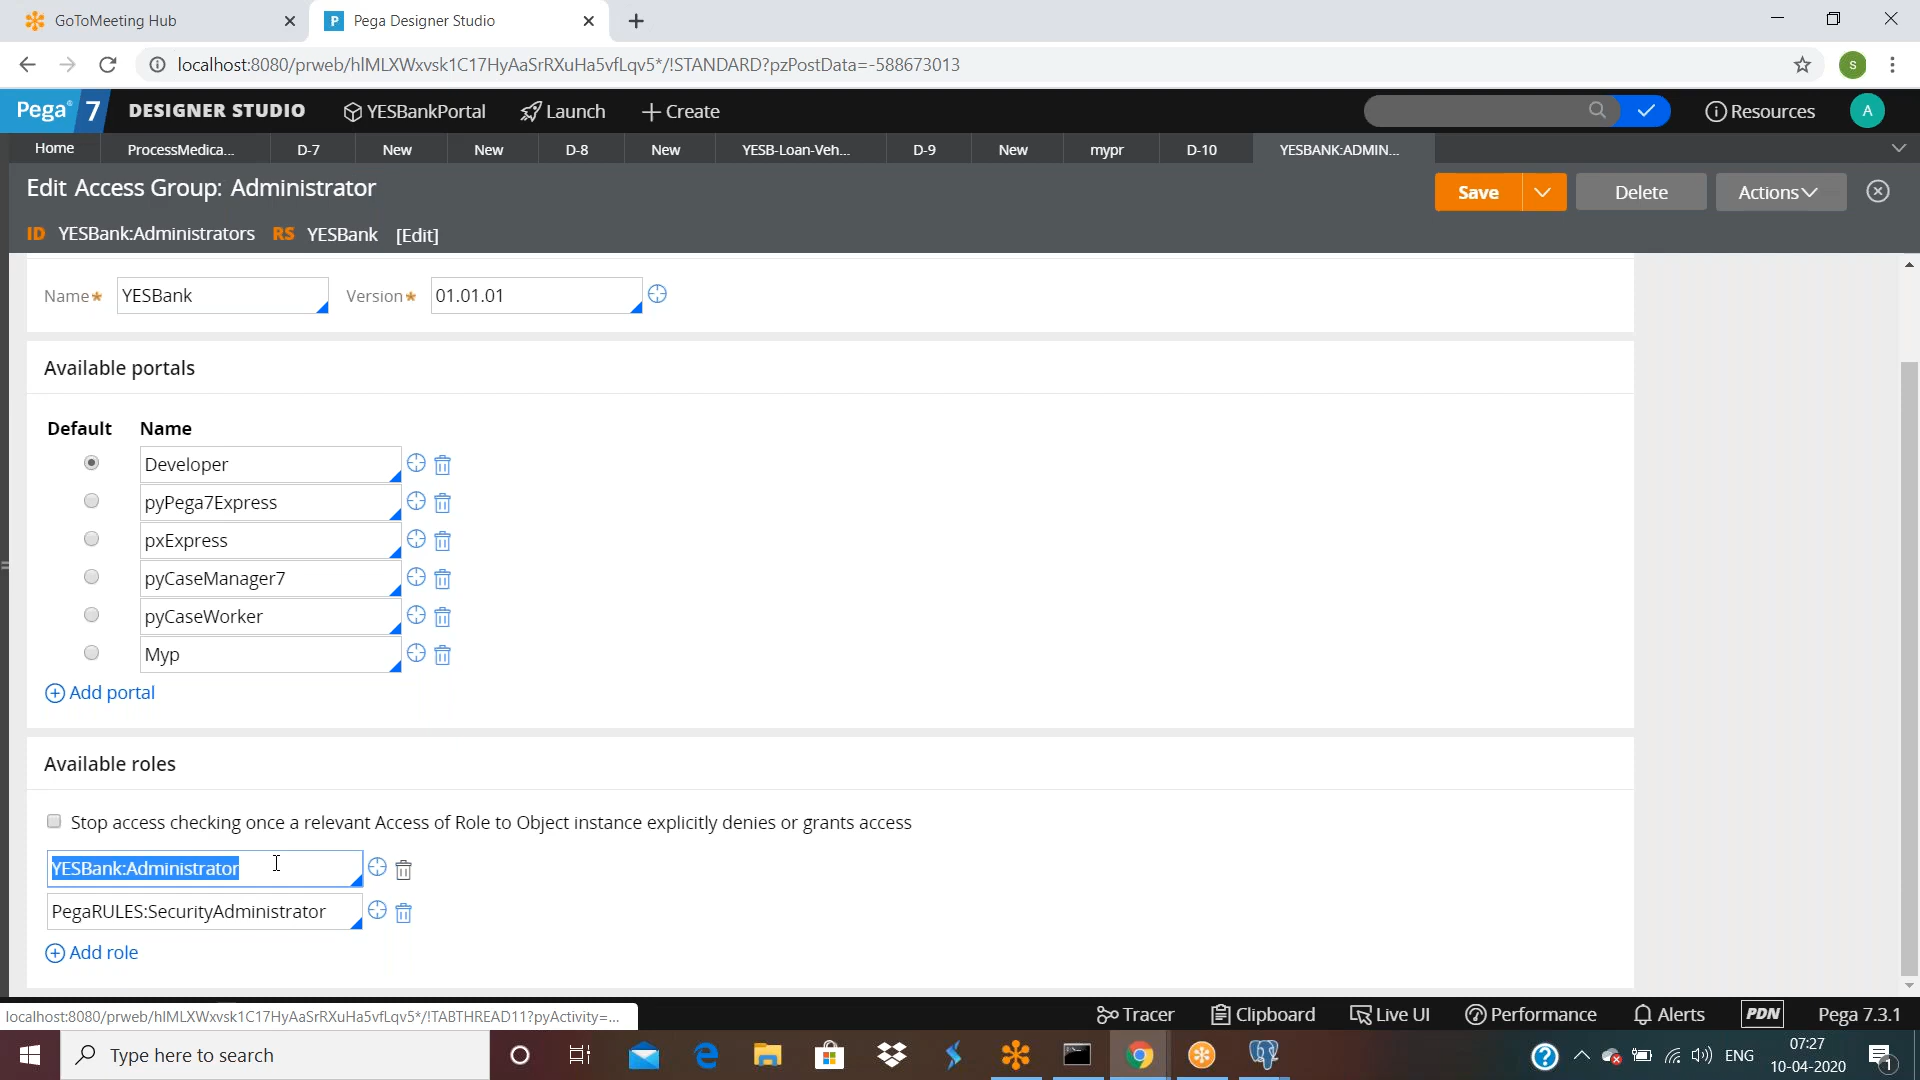 GoToMeeting Hub
Pega Designer Studio
localhost:8080/prweb/hIMLXWxvsk1C17HyAaSrRXuHa5vfLqv5*/!STANDARD?pzPostData=-588673013
S
Pega 7 DESIGNER STUDIO YESBankPortal Launch Create Resources A
Home ProcessMedica... D-7 New New D-8 New YESB-Loan-Veh... D-9 New mypr D-10 YESBANK:ADMIN...
Edit Access Group: Administrator
Save Delete Actions
ID YESBank:Administrators RS YESBank [Edit]
Name* YESBank Version* 01.01.01
Available portals
Default Name
Developer
pyPega7Express
pxExpress
pyCaseManager7
pyCaseWorker
Myp
Add portal
Available roles
Stop access checking once a relevant Access of Role to Object instance explicitly denies or grants access
YESBank:Administrator
PegaRULES:SecurityAdministrator
Add role
localhost:8080/prweb/hIMLXWxvsk1C17HyAaSrRXuHa5vfLqv5*/!TABTHREAD11?pyActivity=...
Tracer Clipboard Live UI Performance Alerts PDN Pega 7.3.1
Type here to search
ENG
07:27
10-04-2020
1